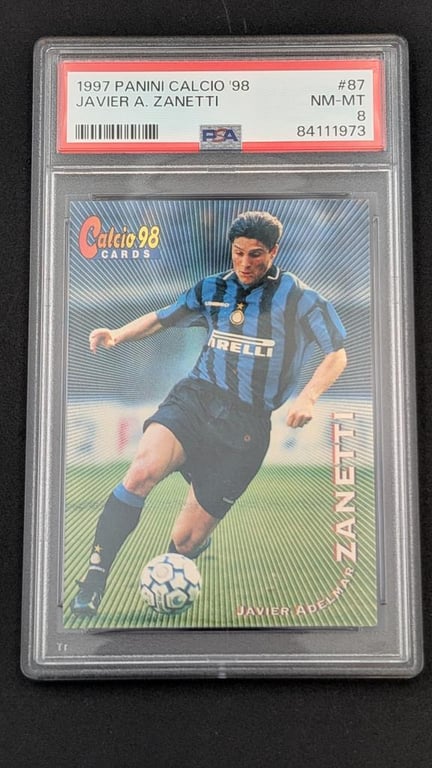 1997 PANINI CALCIO '98 #87
JAVIER A. ZANETTI NM-MT
8
PSA 84111973
Calcio 98
CARDS
UMBRO
PIRELLI
JAVIER ADELMAR ZANETTI